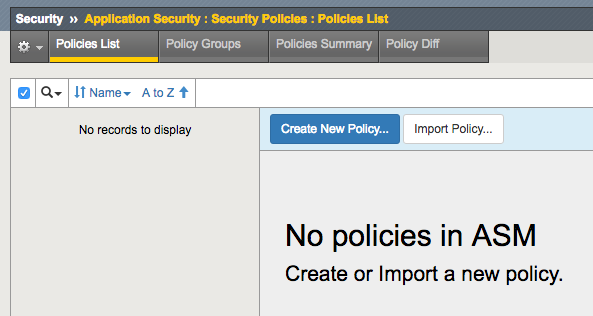 Security ›› Application Security : Security Policies : Policies List
Policies List Policy Groups Policies Summary Policy Diff
Name A to Z
No records to display
Create New Policy... Import Policy...
No policies in ASM
Create or Import a new policy.